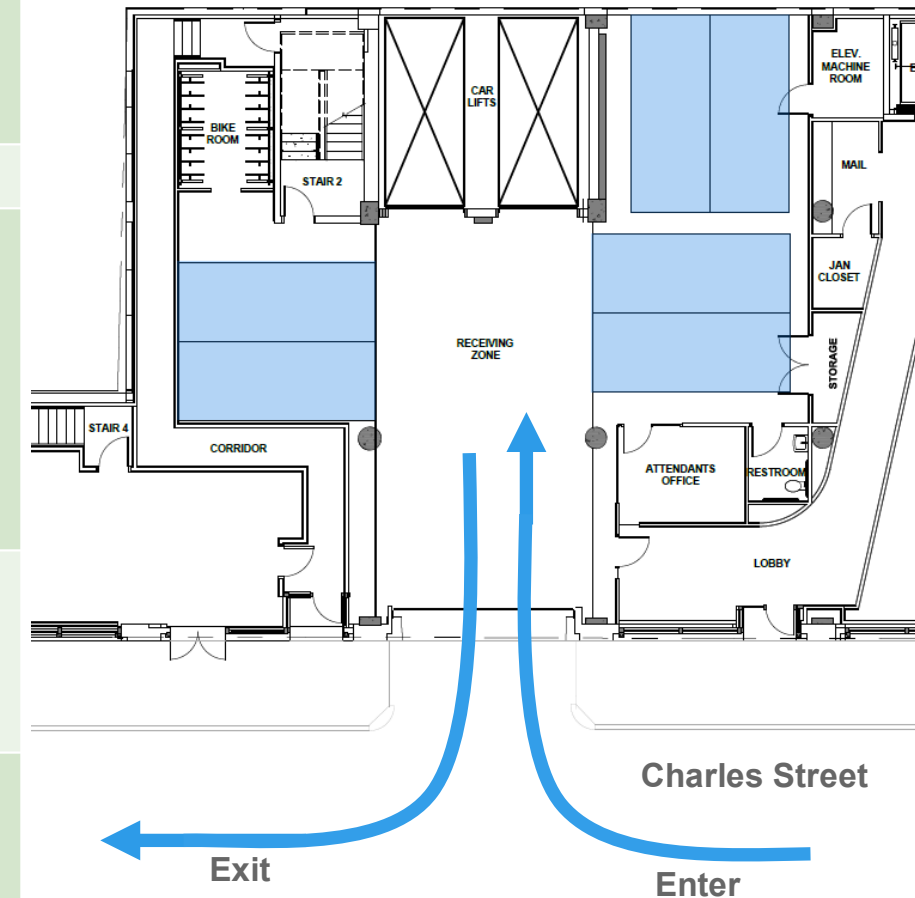 ELEV.
MACHINE
ROOM
CAR
LIFTS
BIKE
ROOM
MAIL
STAIR 2
JAN
CLOSET
RECEIVING
ZONE
STORAGE
STAIR 4
CORRIDOR
ATTENDANTS
OFFICE
RESTROOM
LOBBY
Charles Street
Exit
Enter